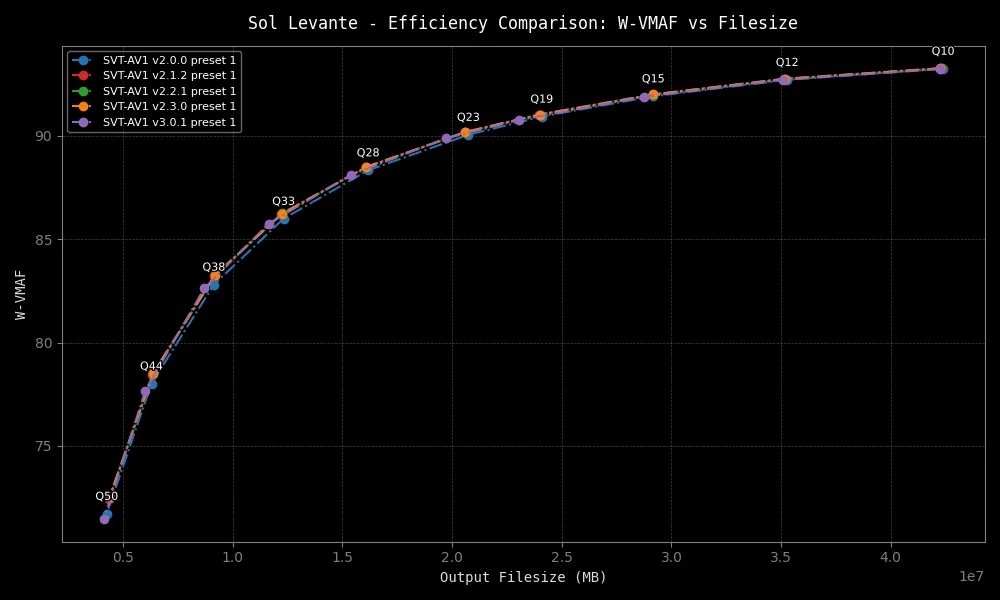 Sol Levante - Efficiency Comparison: W-VMAF vs Filesize
SVT-AV1 v2.0.0 preset 1
SVT-AV1 v2.1.2 preset 1
SVT-AV1 v2.2.1 preset 1
SVT-AV1 v2.3.0 preset 1
SVT-AV1 v3.0.1 preset 1
Q10
Q12
Q15
Q19
Q23
Q28
Q33
Q38
Q44
Q50
90
85
80
75
W-VMAF
0.5 1.0 1.5 2.0 2.5 3.0 3.5 4.0
1e7
Output Filesize (MB)